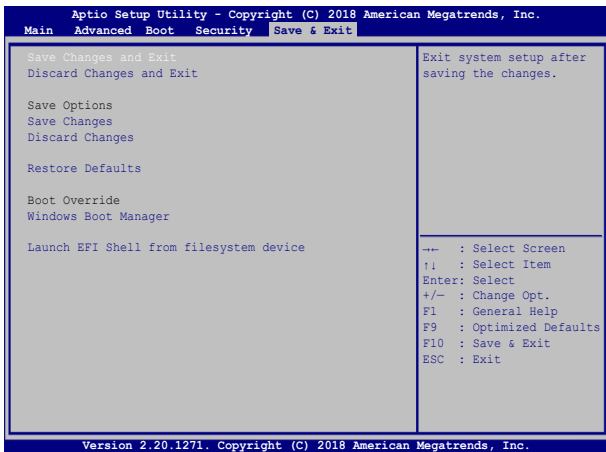 Aptio Setup Utility - Copyright (C) 2018 American Megatrends, Inc.
Main Advanced Boot Security Save & Exit
Save Changes and Exit
Discard Changes and Exit
Save Options
Save Changes
Discard Changes
Restore Defaults
Boot Override
Windows Boot Manager
Launch EFI Shell from filesystem device
Exit system setup after
saving the changes.
→← : Select Screen
↑↓ : Select Item
Enter: Select
+/— : Change Opt.
F1 : General Help
F9 : Optimized Defaults
F10 : Save & Exit
ESC : Exit
Version 2.20.1271. Copyright (C) 2018 American Megatrends, Inc.